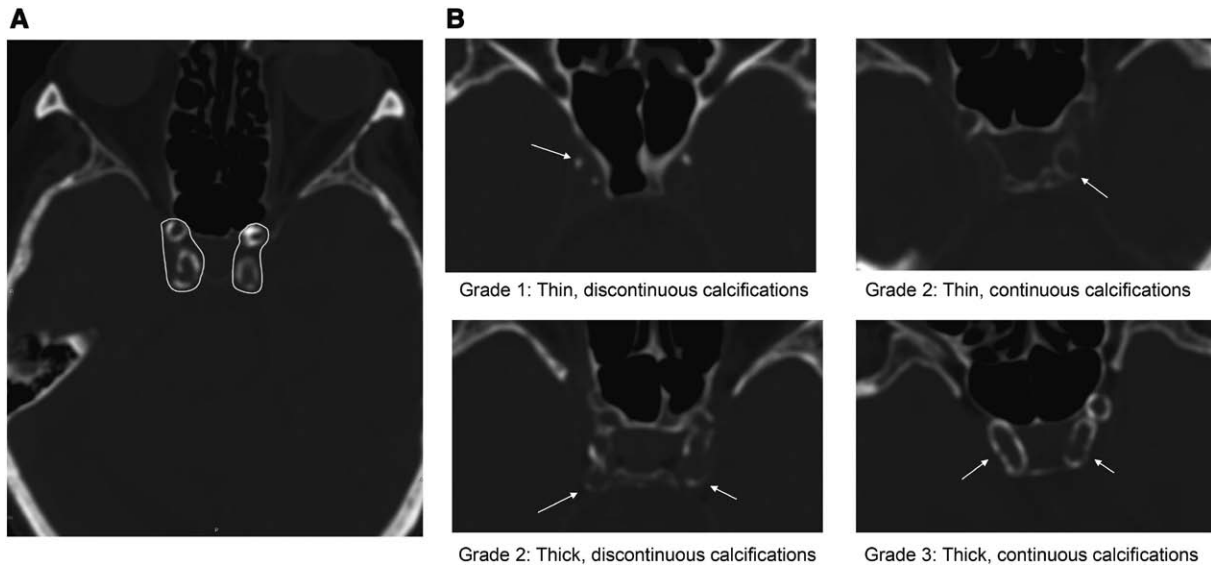 A
B
Grade 1: Thin, discontinuous calcifications
Grade 2: Thin, continuous calcifications
Grade 2: Thick, discontinuous calcifications
Grade 3: Thick, continuous calcifications